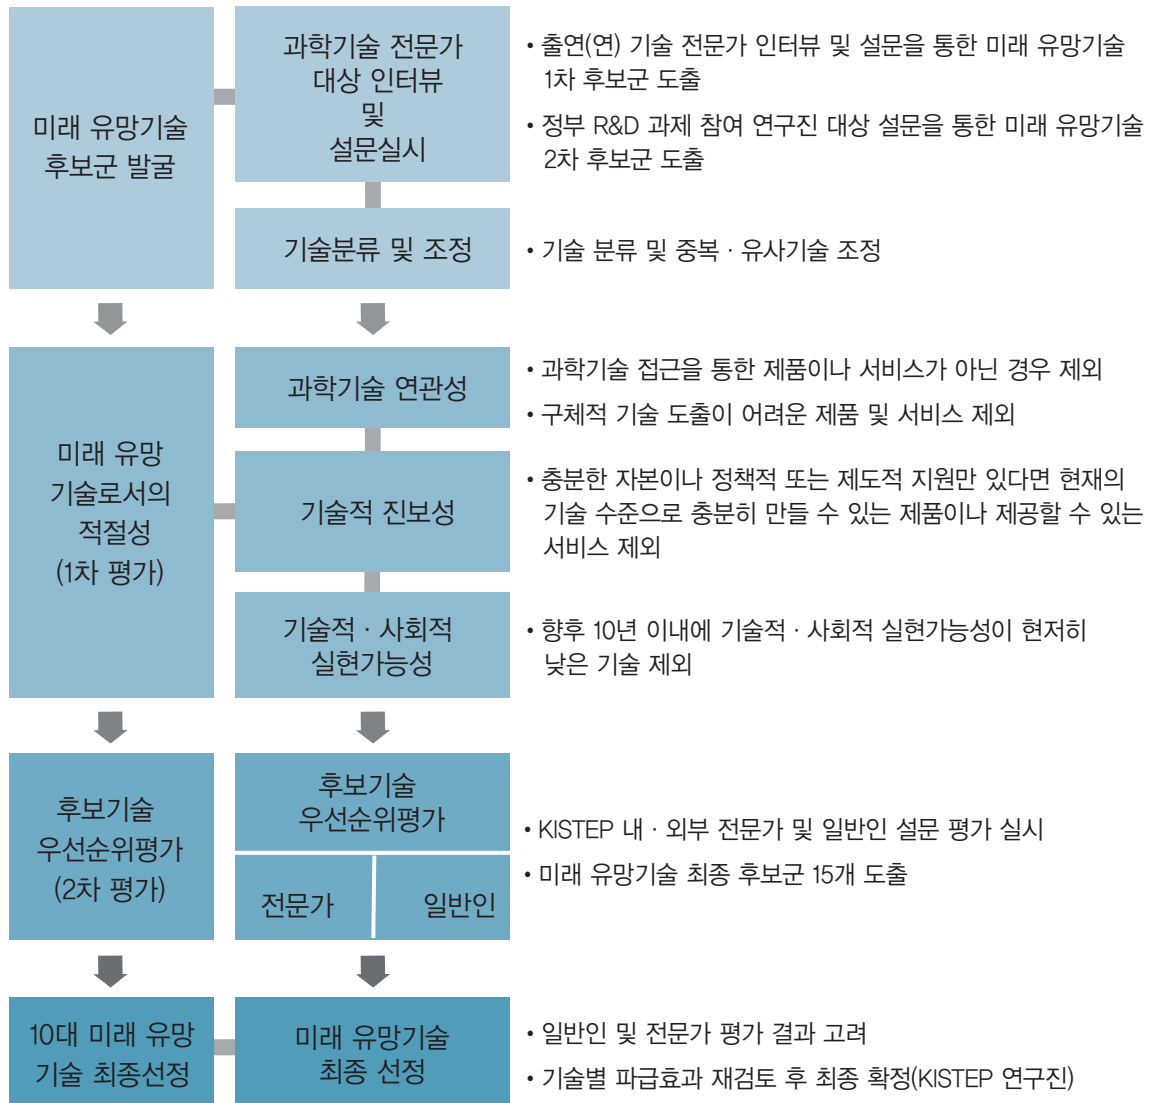 미래 유망기술
후보군 발굴
과학기술 전문가
대상 인터뷰
및
설문실시
• 출연(연) 기술 전문가 인터뷰 및 설문을 통한 미래 유망기술
1차 후보군 도출
• 정부 R&D 과제 참여 연구진 대상 설문을 통한 미래 유망기술
2차 후보군 도출
기술분류 및 조정
• 기술 분류 및 중복 · 유사기술 조정
미래 유망
기술로서의
적절성
(1차 평가)
과학기술 연관성
• 과학기술 접근을 통한 제품이나 서비스가 아닌 경우 제외
• 구체적 기술 도출이 어려운 제품 및 서비스 제외
기술적 진보성
• 충분한 자본이나 정책적 또는 제도적 지원만 있다면 현재의
기술 수준으로 충분히 만들 수 있는 제품이나 제공할 수 있는
서비스 제외
기술적 · 사회적
실현가능성
• 향후 10년 이내에 기술적 · 사회적 실현가능성이 현저히
낮은 기술 제외
후보기술
우선순위평가
(2차 평가)
후보기술
우선순위평가
전문가
일반인
• KISTEP 내 · 외부 전문가 및 일반인 설문 평가 실시
• 미래 유망기술 최종 후보군 15개 도출
10대 미래 유망
기술 최종선정
미래 유망기술
최종 선정
• 일반인 및 전문가 평가 결과 고려
• 기술별 파급효과 재검토 후 최종 확정(KISTEP 연구진)